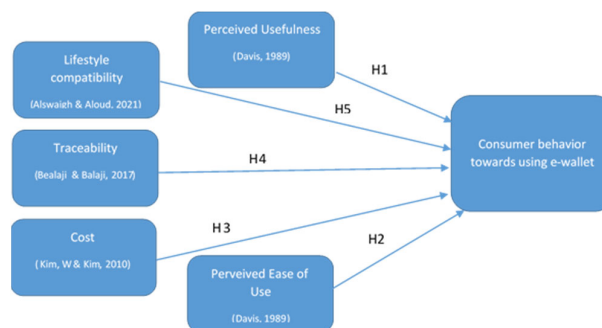 Perceived Usefulness
(Davis, 1989)
H1
Lifestyle
compatibility
(Alswaigh & Aloud, 2021)
H5
Traceability
(Bealaji & Balaji, 2017)
H4
Consumer behavior
towards using e-wallet
Cost
(Kim, W & Kim, 2010)
H3
H2
Perveived Ease of
Use
(Davis, 1989)